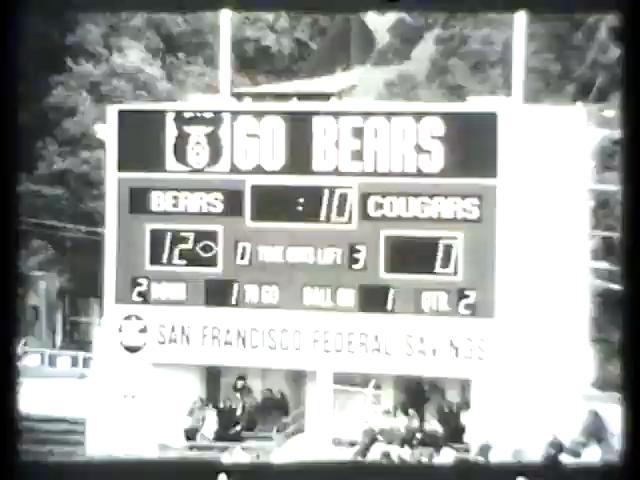 GO BEARS
BEARS :10 COUGARS
12 0 TIME OUTS LEFT 3 0
2 DOWN 1 TO GO BALL ON 1 QTR. 2
SAN FRANCISCO FEDERAL SAVINGS